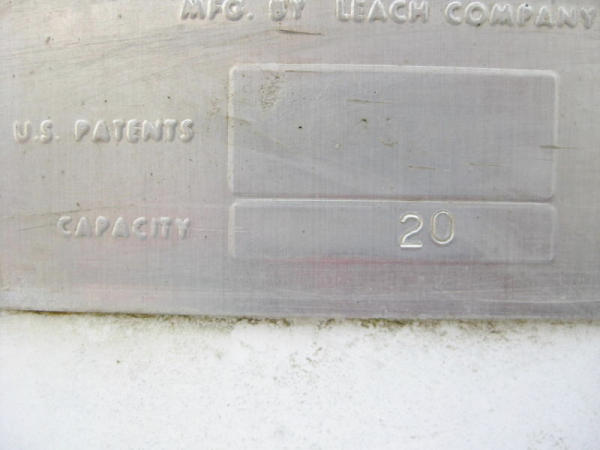 MFG. BY LEACH COMPANY
U.S. PATENTS
CAPACITY 20